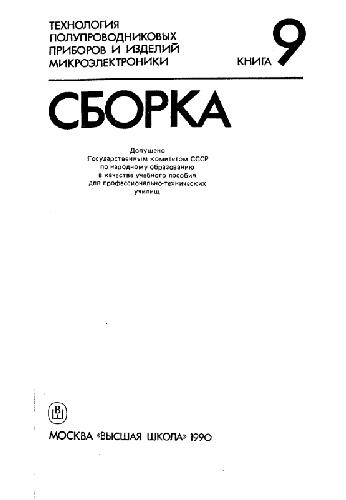 ТЕХНОЛОГИЯ
ПОЛУПРОВОДНИКОВЫХ
ПРИБОРОВ И ИЗДЕЛИЙ
МИКРОЭЛЕКТРОНИКИ
КНИГА 9
СБОРКА
Допущено
Государственным комитетом СССР
по народному образованию
в качестве учебного пособия
для профессионально-технических
училищ
МОСКВА «ВЫСШАЯ ШКОЛА» 1990